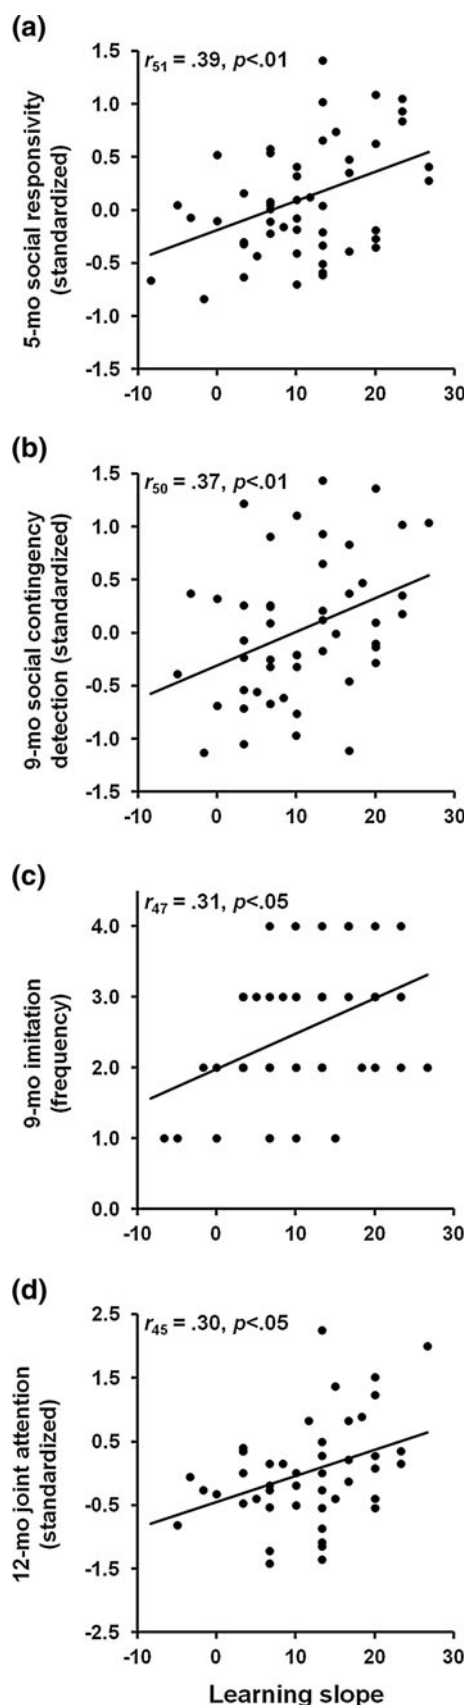 (a)
r51 = .39, p<.01
1.5
1.0
0.5
0.0
-0.5
-1.0
-1.5
5-mo social responsivity
(standardized)
-10 0 10 20 30
(b)
r50 = .37, p<.01
1.5
1.0
0.5
0.0
-0.5
-1.0
-1.5
9-mo social contingency
detection (standardized)
-10 0 10 20 30
(c)
r47 = .31, p<.05
4.0
3.0
2.0
1.0
0.0
9-mo imitation
(frequency)
-10 0 10 20 30
(d)
r45 = .30, p<.05
2.5
1.5
0.5
-0.5
-1.5
-2.5
12-mo joint attention
(standardized)
-10 0 10 20 30
Learning slope